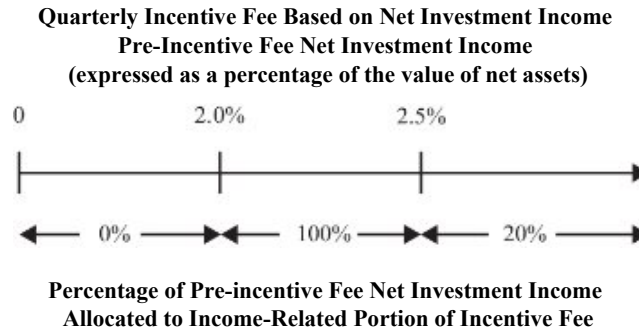 Quarterly Incentive Fee Based on Net Investment Income
Pre-Incentive Fee Net Investment Income
(expressed as a percentage of the value of net assets)
0 2.0% 2.5%
0% 100% 20%
Percentage of Pre-incentive Fee Net Investment Income
Allocated to Income-Related Portion of Incentive Fee